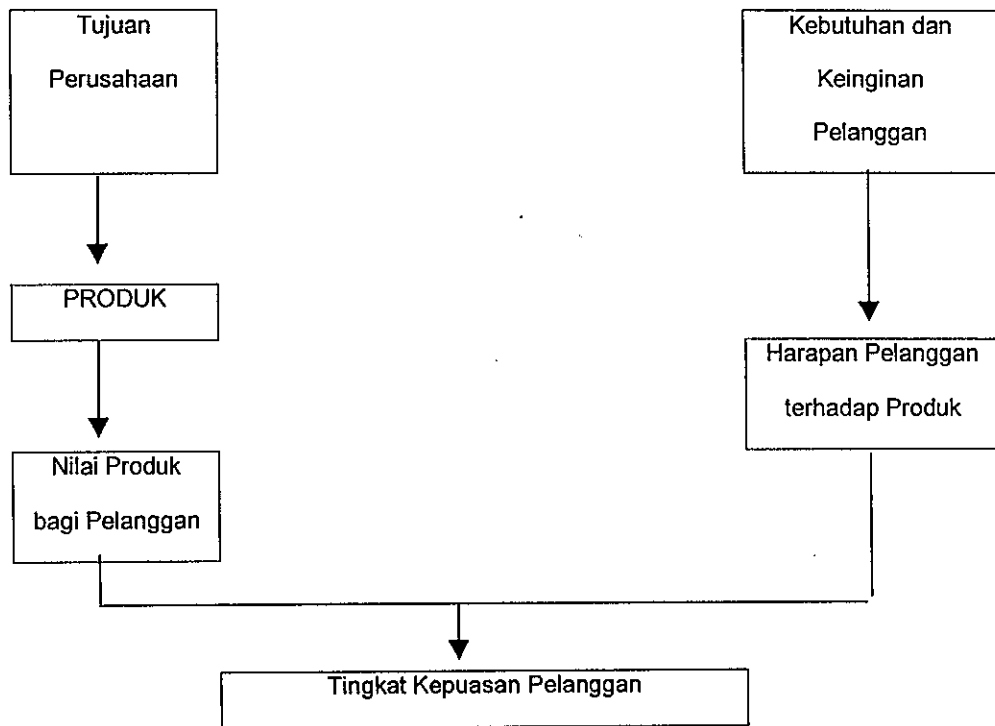 Tujuan
Perusahaan
Kebutuhan dan
Keinginan
Pelanggan
PRODUK
Harapan Pelanggan
terhadap Produk
Nilai Produk
bagi Pelanggan
Tingkat Kepuasan Pelanggan